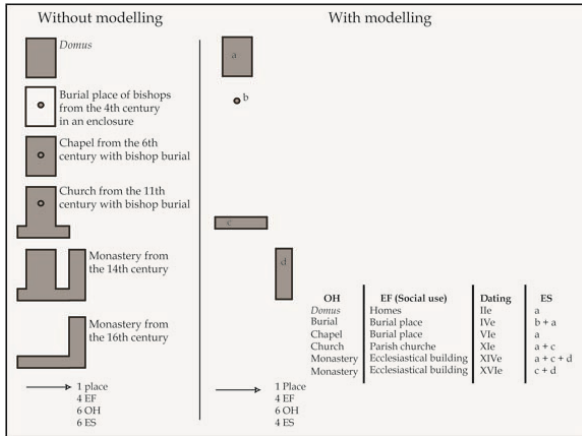 Without modelling
Domus
Burial place of bishops
from the 4th century
in an enclosure
Chapel from the 6th
century with bishop burial
Church from the 11th
century with bishop burial
Monastery from
the 14th century
Monastery from
the 16th century
1 place
4 EF
6 OH
6 ES
With modelling
a
b
c
d
OH EF (Social use) Dating ES
Domus Homes IIe a
Burial Burial place IVe b + a
Chapel Burial place VIe a
Church Parish churche XIe a + c
Monastery Ecclesiastical building XIVe a + c + d
Monastery Ecclesiastical building XVIe c + d
1 Place
4 EF
6 OH
4 ES